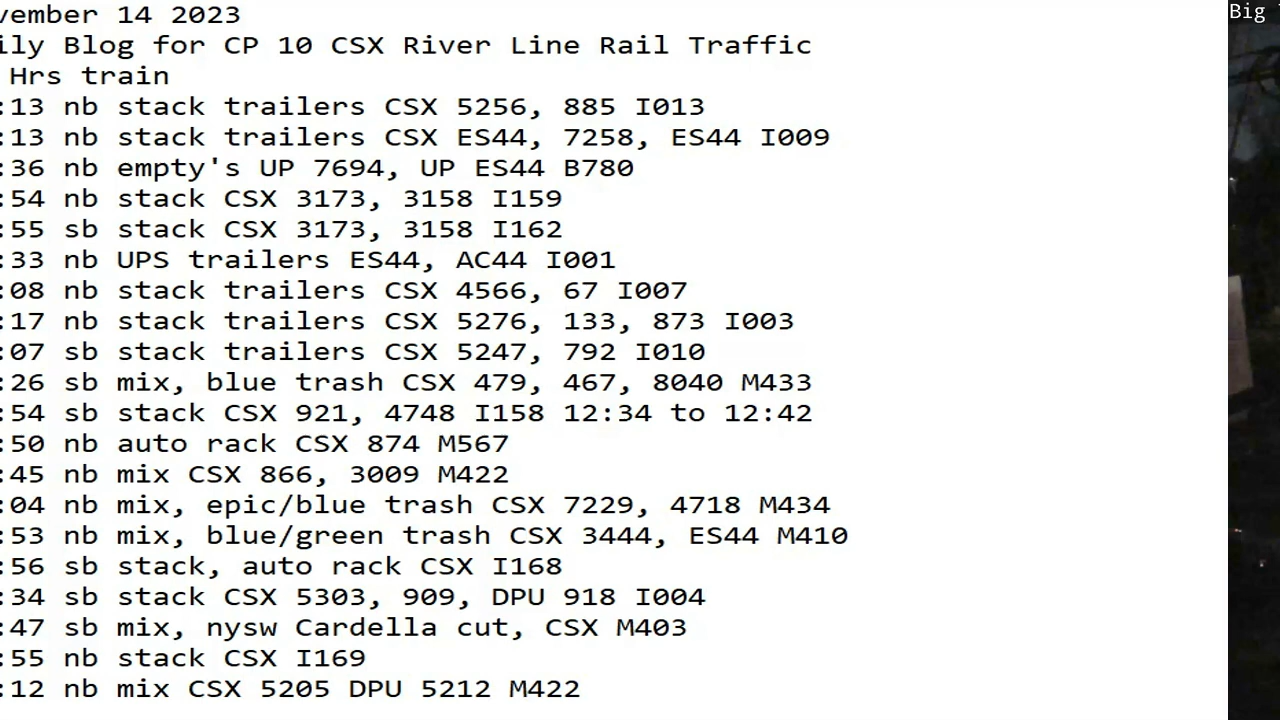 vember 14 2023
ily Blog for CP 10 CSX River Line Rail Traffic
Hrs train
:13 nb stack trailers CSX 5256, 885 I013
:13 nb stack trailers CSX ES44, 7258, ES44 I009
:36 nb empty's UP 7694, UP ES44 B780
:54 nb stack CSX 3173, 3158 I159
:55 sb stack CSX 3173, 3158 I162
:33 nb UPS trailers ES44, AC44 I001
:08 nb stack trailers CSX 4566, 67 I007
:17 nb stack trailers CSX 5276, 133, 873 I003
:07 sb stack trailers CSX 5247, 792 I010
:26 sb mix, blue trash CSX 479, 467, 8040 M433
:54 sb stack CSX 921, 4748 I158 12:34 to 12:42
:50 nb auto rack CSX 874 M567
:45 nb mix CSX 866, 3009 M422
:04 nb mix, epic/blue trash CSX 7229, 4718 M434
:53 nb mix, blue/green trash CSX 3444, ES44 M410
:56 sb stack, auto rack CSX I168
:34 sb stack CSX 5303, 909, DPU 918 I004
:47 sb mix, nysw Cardella cut, CSX M403
:55 nb stack CSX I169
:12 nb mix CSX 5205 DPU 5212 M422
Big